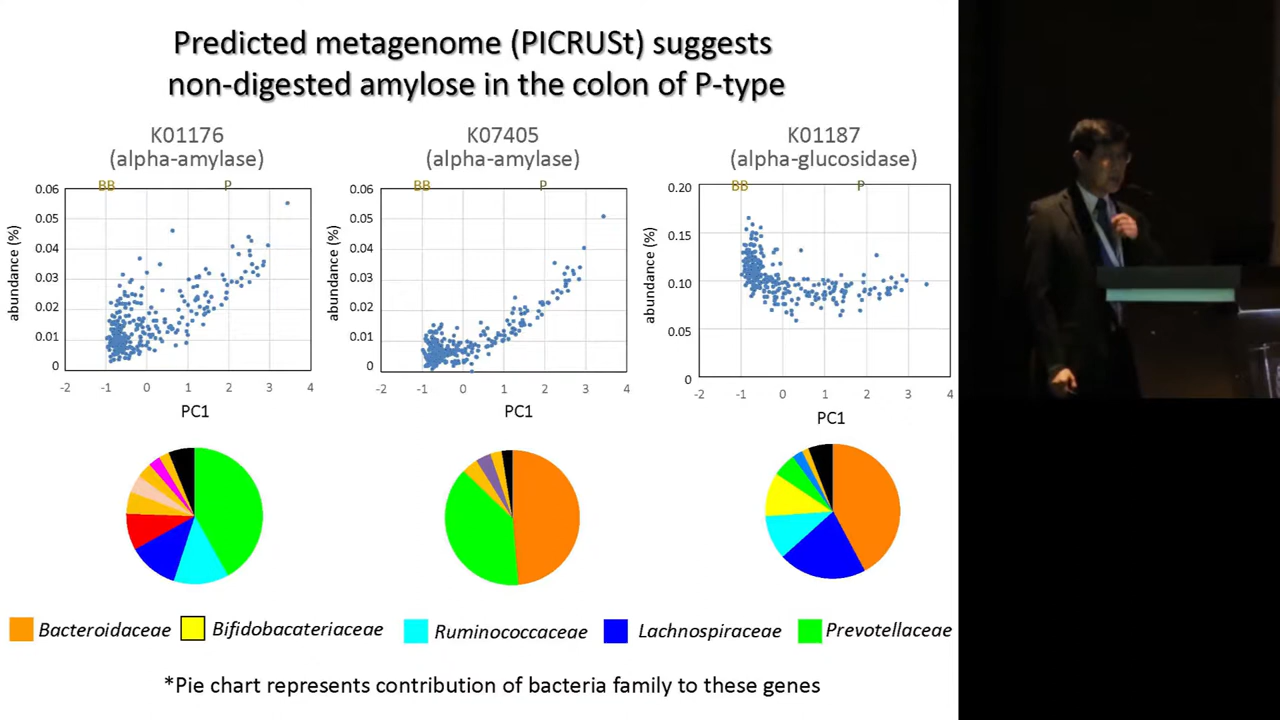 Predicted metagenome (PICRUSt) suggests
non-digested amylose in the colon of P-type
K01176
(alpha-amylase)
BB
P
0.06
0.05
0.04
0.03
0.02
0.01
0
abundance (%)
-2
-1
0
1
2
3
4
PC1
K07405
(alpha-amylase)
BB
P
0.06
0.05
0.04
0.03
0.02
0.01
0
abundance (%)
-2
-1
0
1
2
3
4
PC1
K01187
(alpha-glucosidase)
BB
P
0.20
0.15
0.10
0.05
0
abundance (%)
-2
-1
0
1
2
3
4
PC1
Bacteroidaceae
Bifidobacateriaceae
Ruminococcaceae
Lachnospiraceae
Prevotellaceae
*Pie chart represents contribution of bacteria family to these genes